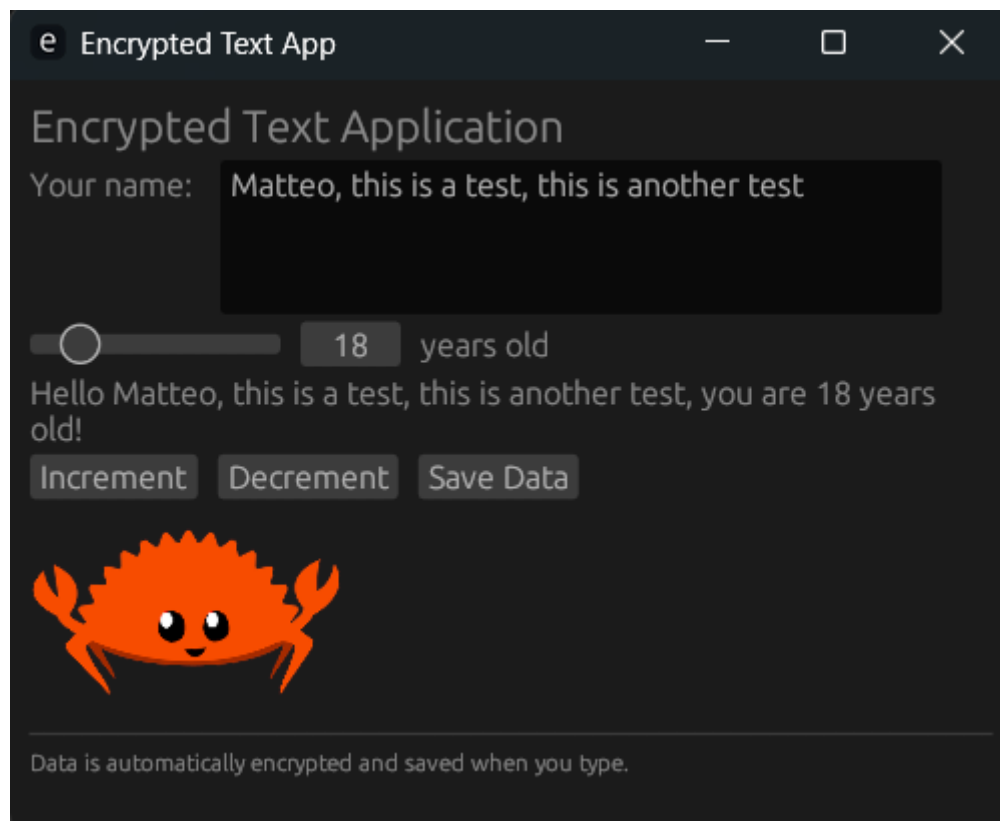 e Encrypted Text App
Encrypted Text Application
Your name: Matteo, this is a test, this is another test
18 years old
Hello Matteo, this is a test, this is another test, you are 18 years
old!
Increment Decrement Save Data
Data is automatically encrypted and saved when you type.